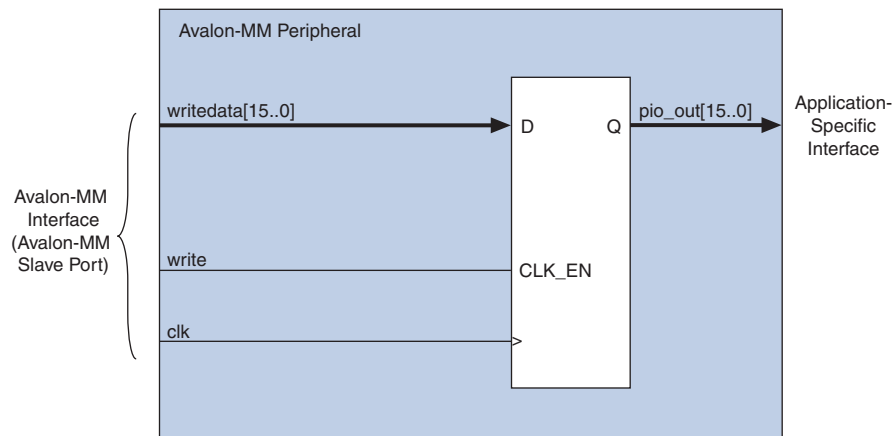 Avalon-MM Peripheral
writedata[15..0]
D
Q
pio_out[15..0]
Application-
Specific
Interface
Avalon-MM
Interface
(Avalon-MM
Slave Port)
write
CLK_EN
clk
>